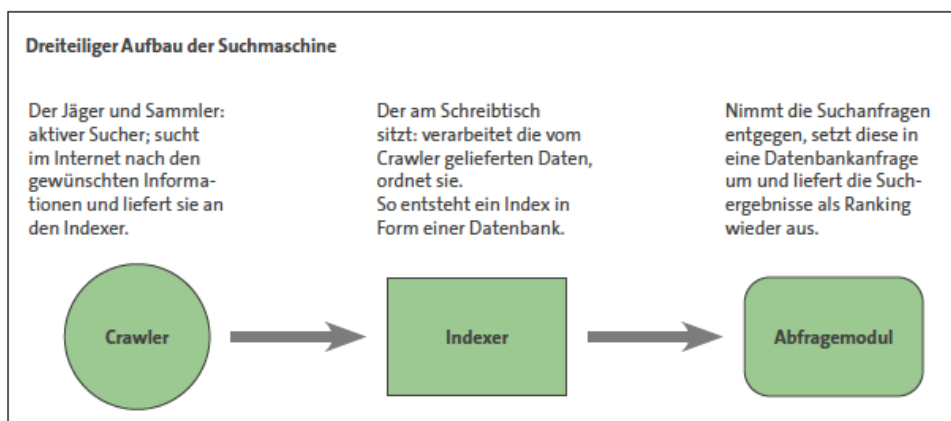 Dreiteiliger Aufbau der Suchmaschine
Der Jäger und Sammler:
aktiver Sucher; sucht
im Internet nach den
gewünschten Informa-
tionen und liefert sie an
den Indexer.
Der am Schreibtisch
sitzt: verarbeitet die vom
Crawler gelieferten Daten,
ordnet sie.
So entsteht ein Index in
Form einer Datenbank.
Nimmt die Suchanfragen
entgegen, setzt diese in
eine Datenbankanfrage
um und liefert die Such-
ergebnisse als Ranking
wieder aus.
Crawler
Indexer
Abfragemodul